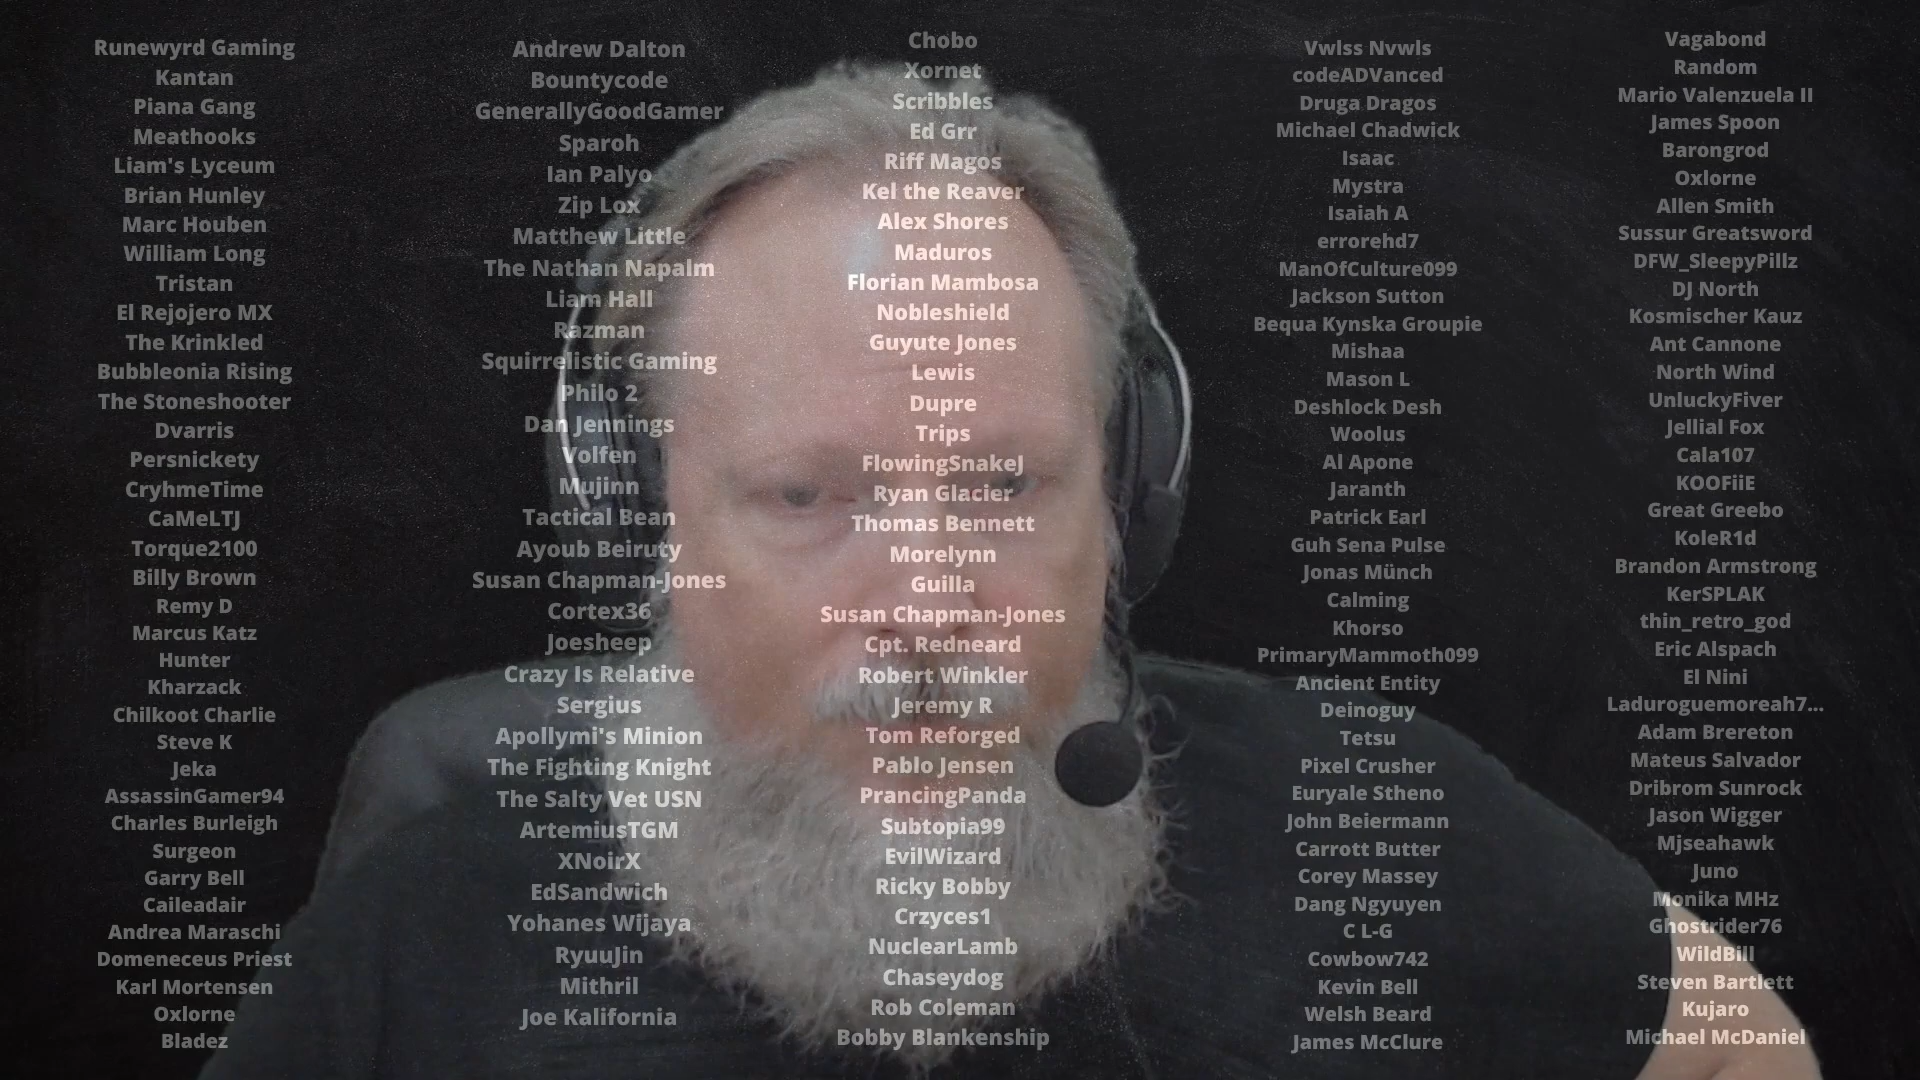 Runewyrd Gaming
Kantan
Piana Gang
Meathooks
Liam's Lyceum
Brian Hunley
Marc Houben
William Long
Tristan
El Rejojero MX
The Krinkled
Bubbleonia Rising
The Stoneshooter
Dvarris
Persnickety
CryhmeTime
CaMeLTJ
Torque2100
Billy Brown
Remy D
Marcus Katz
Hunter
Kharzack
Chilkoot Charlie
Steve K
Jeka
AssassinGamer94
Charles Burleigh
Surgeon
Garry Bell
Caileadair
Andrea Maraschi
Domeneceus Priest
Karl Mortensen
Oxlorne
Bladez
Andrew Dalton
Bountycode
GenerallyGoodGamer
Sparoh
Ian Palyo
Zip Lox
Matthew Little
The Nathan Napalm
Liam Hall
Razman
Squirrelistic Gaming
Philo 2
Dan Jennings
Volfen
Mujinn
Tactical Bean
Ayoub Beiruty
Susan Chapman-Jones
Cortex36
Joesheep
Crazy Is Relative
Sergius
Apollymi's Minion
The Fighting Knight
The Salty Vet USN
ArtemiusTGM
XNoirX
EdSandwich
Yohanes Wijaya
RyuuJin
Mithril
Joe Kalifornia
Chobo
Xornet
Scribbles
Ed Grr
Riff Magos
Kel the Reaver
Alex Shores
Maduros
Florian Mambosa
Nobleshield
Guyute Jones
Lewis
Dupre
Trips
FlowingSnakeJ
Ryan Glacier
Thomas Bennett
Morelynn
Guilla
Susan Chapman-Jones
Cpt. Redneard
Robert Winkler
Jeremy R
Tom Reforged
Pablo Jensen
PrancingPanda
Subtopia99
EvilWizard
Ricky Bobby
Crzyces1
NuclearLamb
Chaseydog
Rob Coleman
Bobby Blankenship
Vwlss Nvwls
codeADVanced
Druga Dragos
Michael Chadwick
Isaac
Mystra
Isaiah A
errorehd7
ManOfCulture099
Jackson Sutton
Bequa Kynska Groupie
Mishaa
Mason L
Deshlock Desh
Woolus
Al Apone
Jaranth
Patrick Earl
Guh Sena Pulse
Jonas Münch
Calming
Khorso
PrimaryMammoth099
Ancient Entity
Deinoguy
Tetsu
Pixel Crusher
Euryale Stheno
John Beiermann
Carrott Butter
Corey Massey
Dang Ngyuyen
C L-G
Cowbow742
Kevin Bell
Welsh Beard
James McClure
Vagabond
Random
Mario Valenzuela II
James Spoon
Barongrod
Oxlorne
Allen Smith
Sussur Greatsword
DFW_SleepyPillz
DJ North
Kosmischer Kauz
Ant Cannone
North Wind
UnluckyFiver
Jellial Fox
Cala107
KOOFiiE
Great Greebo
KoleR1d
Brandon Armstrong
KerSPLAK
thin_retro_god
Eric Alspach
El Nini
Laduroguemoreah7...
Adam Brereton
Mateus Salvador
Dribrom Sunrock
Jason Wigger
Mjseahawk
Juno
Monika MHz
Ghostrider76
WildBill
Steven Bartlett
Kujaro
Michael McDaniel